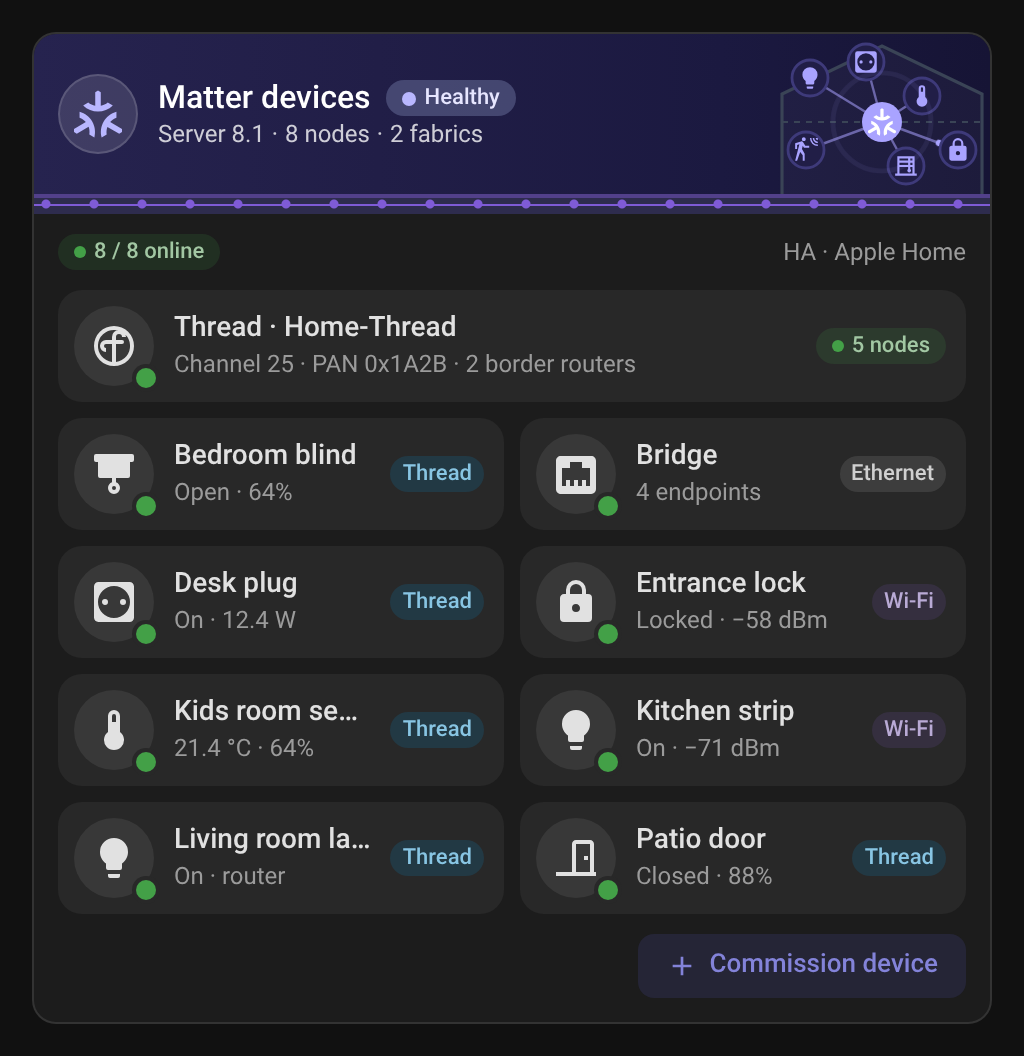 Matter devices
Healthy
Server 8.1 · 8 nodes · 2 fabrics
8 / 8 online
HA · Apple Home
Thread · Home-Thread
Channel 25 · PAN 0x1A2B · 2 border routers
5 nodes
Bedroom blind
Open · 64%
Thread
Bridge
4 endpoints
Ethernet
Desk plug
On · 12.4 W
Thread
Entrance lock
Locked · −58 dBm
Wi-Fi
Kids room se…
21.4 °C · 64%
Thread
Kitchen strip
On · −71 dBm
Wi-Fi
Living room la…
On · router
Thread
Patio door
Closed · 88%
Thread
+ Commission device